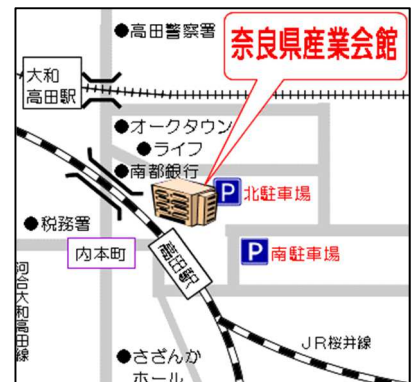 高田警察署
奈良県産業会館
大和
高田駅
オークタウン
ライフ
南都銀行
P 北駐車場
税務署
内本町
高田駅
P 南駐車場
河合大和高田線
JR桜井線
さざんか
ホール